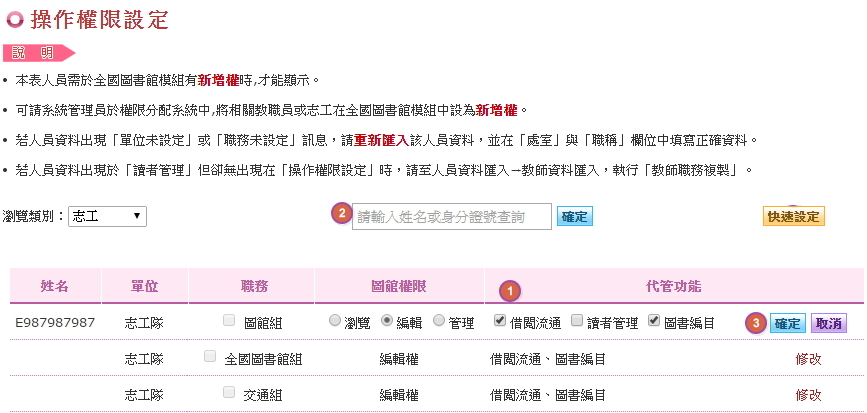 操作權限設定
說 明
• 本表人員需於全國圖書館模組有新增權時,才能顯示。
• 可請系統管理員於權限分配系統中,將相關教職員或志工在全國圖書館模組中設為新增權。
• 若人員資料出現「單位未設定」或「職務未設定」訊息,請重新匯入該人員資料,並在「處室」與「職稱」欄位中填寫正確資料。
• 若人員資料出現於「讀者管理」但卻無出現在「操作權限設定」時,請至人員資料匯入→教師資料匯入,執行「教師職務複製」。
瀏覽類別: 志工 2 請輸入姓名或身分證號查詢 確定 快速設定
姓名 單位 職務 圖館權限 1 代管功能
E987987987 志工隊 圖館組 瀏覽 編輯 管理 借閱流通 讀者管理 圖書編目 3 確定 取消
志工隊 全國圖書館組 編輯權 借閱流通、圖書編目 修改
志工隊 交通組 編輯權 借閱流通、圖書編目 修改